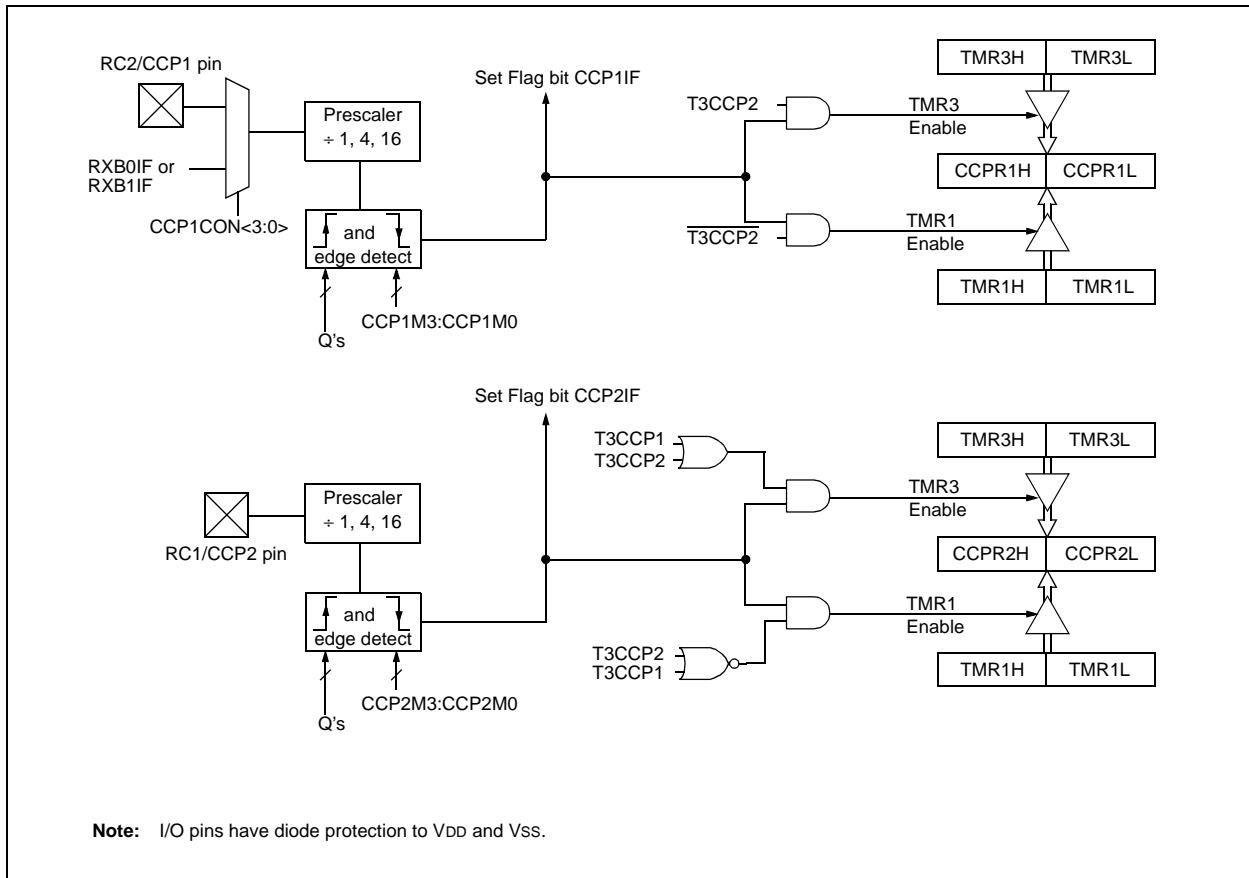 RC2/CCP1 pin
RXB0IF or
RXB1IF
CCP1CON<3:0>
Prescaler
÷ 1, 4, 16
and
edge detect
Q's
CCP1M3:CCP1M0
Set Flag bit CCP1IF
T3CCP2
T3CCP2
TMR3
Enable
TMR1
Enable
TMR3H TMR3L
CCPR1H CCPR1L
TMR1H TMR1L
RC1/CCP2 pin
Prescaler
÷ 1, 4, 16
and
edge detect
Q's
CCP2M3:CCP2M0
Set Flag bit CCP2IF
T3CCP1
T3CCP2
T3CCP2
T3CCP1
TMR3
Enable
TMR1
Enable
TMR3H TMR3L
CCPR2H CCPR2L
TMR1H TMR1L
Note: I/O pins have diode protection to VDD and VSS.